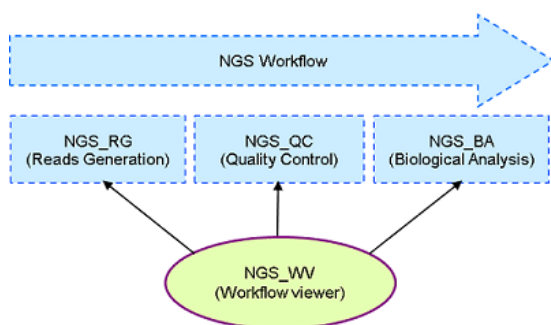 NGS Workflow
NGS_RG
(Reads Generation)
NGS_QC
(Quality Control)
NGS_BA
(Biological Analysis)
NGS_WV
(Workflow viewer)